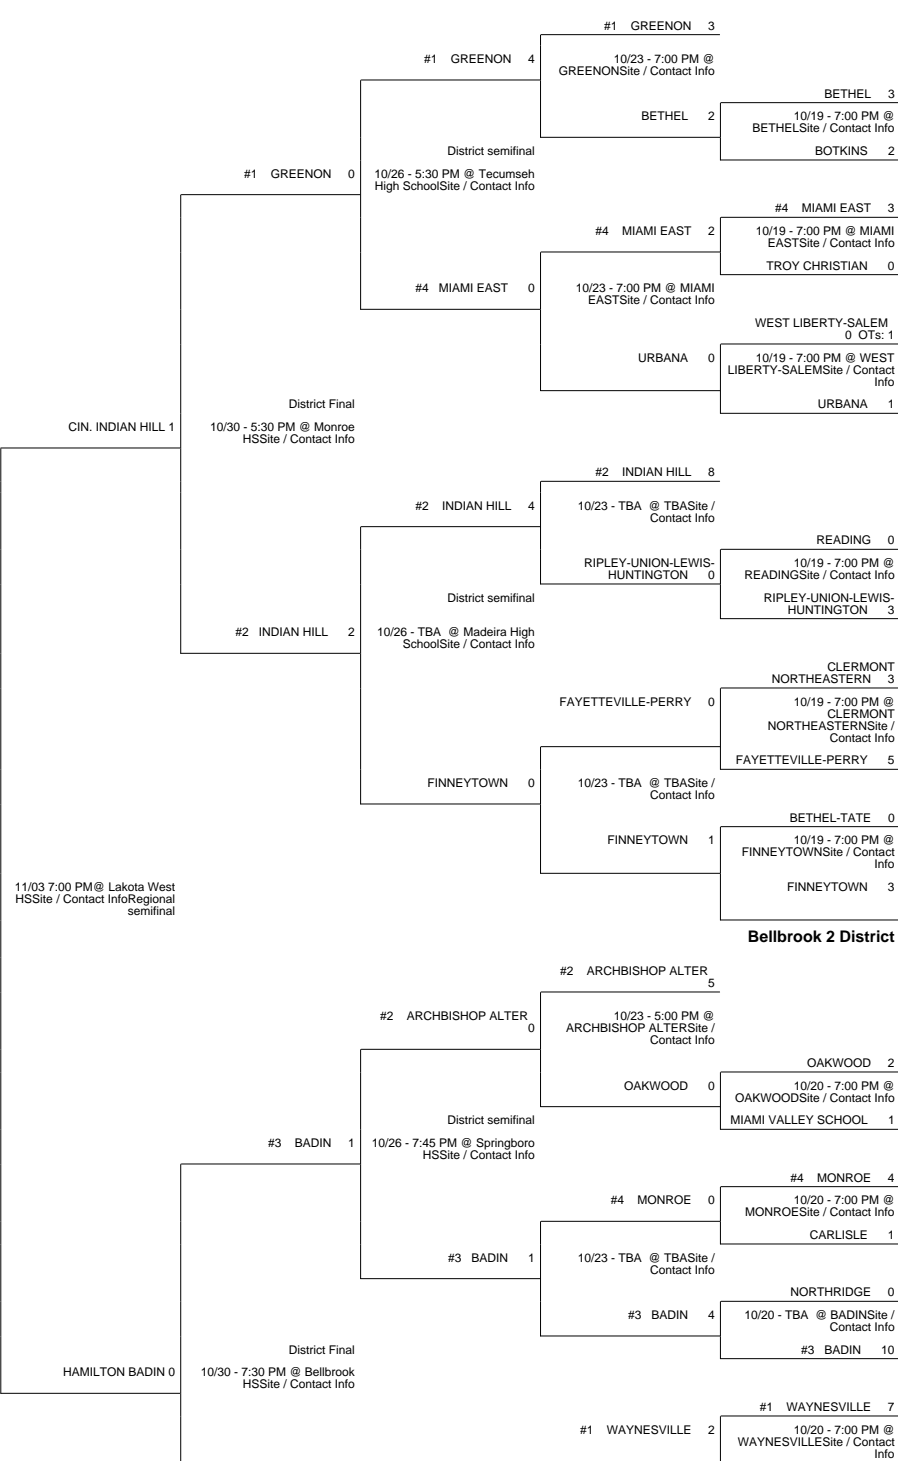 #1 GREENON 3
#1 GREENON 4
10/23 - 7:00 PM @
GREENONSite / Contact Info
BETHEL 3
BETHEL 2
10/19 - 7:00 PM @
BETHELSite / Contact Info
District semifinal
BOTKINS 2
#1 GREENON 0
10/26 - 5:30 PM @ Tecumseh
High SchoolSite / Contact Info
#4 MIAMI EAST 3
#4 MIAMI EAST 2
10/19 - 7:00 PM @ MIAMI
EASTSite / Contact Info
TROY CHRISTIAN 0
#4 MIAMI EAST 0
10/23 - 7:00 PM @ MIAMI
EASTSite / Contact Info
WEST LIBERTY-SALEM
0 OTs: 1
URBANA 0
10/19 - 7:00 PM @ WEST
LIBERTY-SALEMSite / Contact
Info
District Final
URBANA 1
CIN. INDIAN HILL 1
10/30 - 5:30 PM @ Monroe
HSSite / Contact Info
#2 INDIAN HILL 8
#2 INDIAN HILL 4
10/23 - TBA @ TBASite /
Contact Info
READING 0
RIPLEY-UNION-LEWIS-
HUNTINGTON 0
10/19 - 7:00 PM @
READINGSite / Contact Info
District semifinal
RIPLEY-UNION-LEWIS-
HUNTINGTON 3
#2 INDIAN HILL 2
10/26 - TBA @ Madeira High
SchoolSite / Contact Info
CLERMONT
NORTHEASTERN 3
FAYETTEVILLE-PERRY 0
10/19 - 7:00 PM @
CLERMONT
NORTHEASTERNSite /
Contact Info
FAYETTEVILLE-PERRY 5
FINNEYTOWN 0
10/23 - TBA @ TBASite /
Contact Info
BETHEL-TATE 0
FINNEYTOWN 1
10/19 - 7:00 PM @
FINNEYTOWNSite / Contact
Info
FINNEYTOWN 3
11/03 7:00 PM@ Lakota West
HSSite / Contact InfoRegional
semifinal
Bellbrook 2 District
#2 ARCHBISHOP ALTER
5
#2 ARCHBISHOP ALTER
0
10/23 - 5:00 PM @
ARCHBISHOP ALTERSite /
Contact Info
OAKWOOD 2
OAKWOOD 0
10/20 - 7:00 PM @
OAKWOODSite / Contact Info
District semifinal
MIAMI VALLEY SCHOOL 1
#3 BADIN 1
10/26 - 7:45 PM @ Springboro
HSSite / Contact Info
#4 MONROE 4
#4 MONROE 0
10/20 - 7:00 PM @
MONROESite / Contact Info
CARLISLE 1
#3 BADIN 1
10/23 - TBA @ TBASite /
Contact Info
NORTHRIDGE 0
#3 BADIN 4
10/20 - TBA @ BADINSite /
Contact Info
District Final
#3 BADIN 10
HAMILTON BADIN 0
10/30 - 7:30 PM @ Bellbrook
HSSite / Contact Info
#1 WAYNESVILLE 7
#1 WAYNESVILLE 2
10/20 - 7:00 PM @
WAYNESVILLESite / Contact
Info